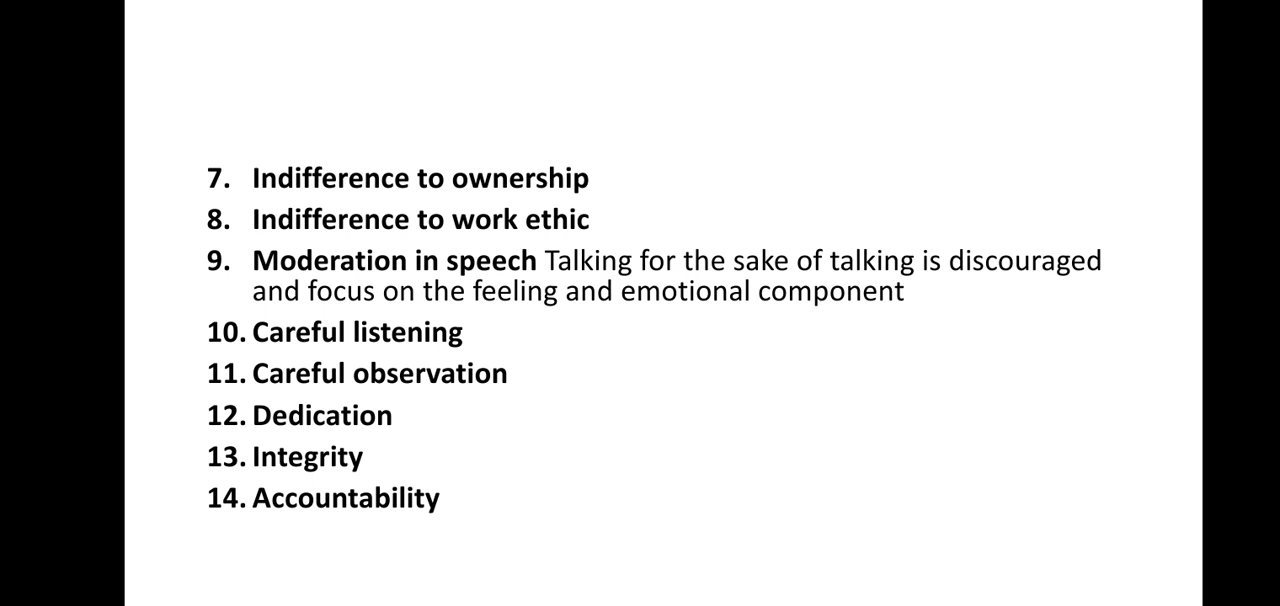 7. Indifference to ownership
8. Indifference to work ethic
9. Moderation in speech Talking for the sake of talking is discouraged
and focus on the feeling and emotional component
10. Careful listening
11. Careful observation
12. Dedication
13. Integrity
14. Accountability